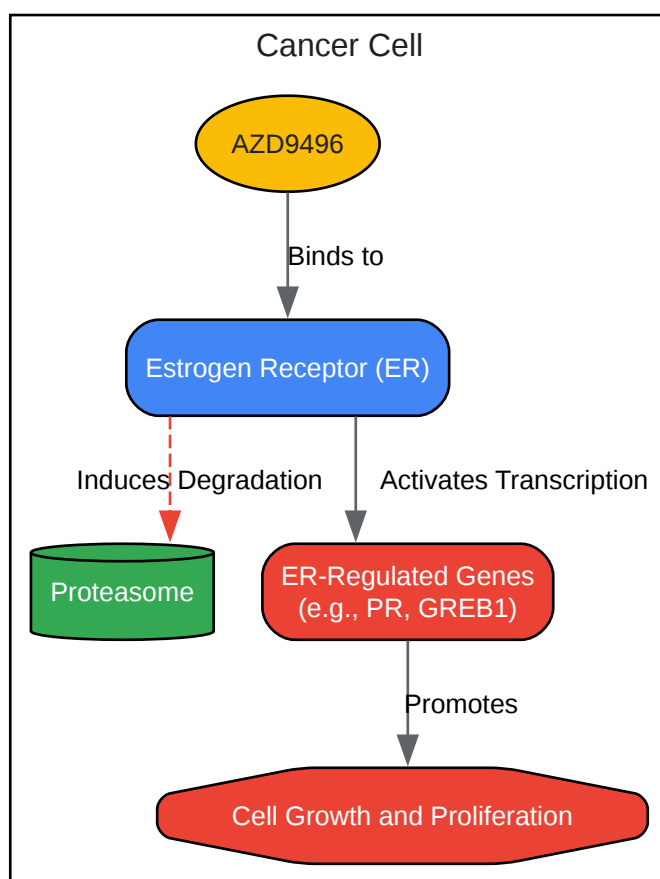 Cancer Cell
AZD9496
Binds to
Estrogen Receptor (ER)
Induces Degradation
Activates Transcription
Proteasome
ER-Regulated Genes
(e.g., PR, GREB1)
Promotes
Cell Growth and Proliferation